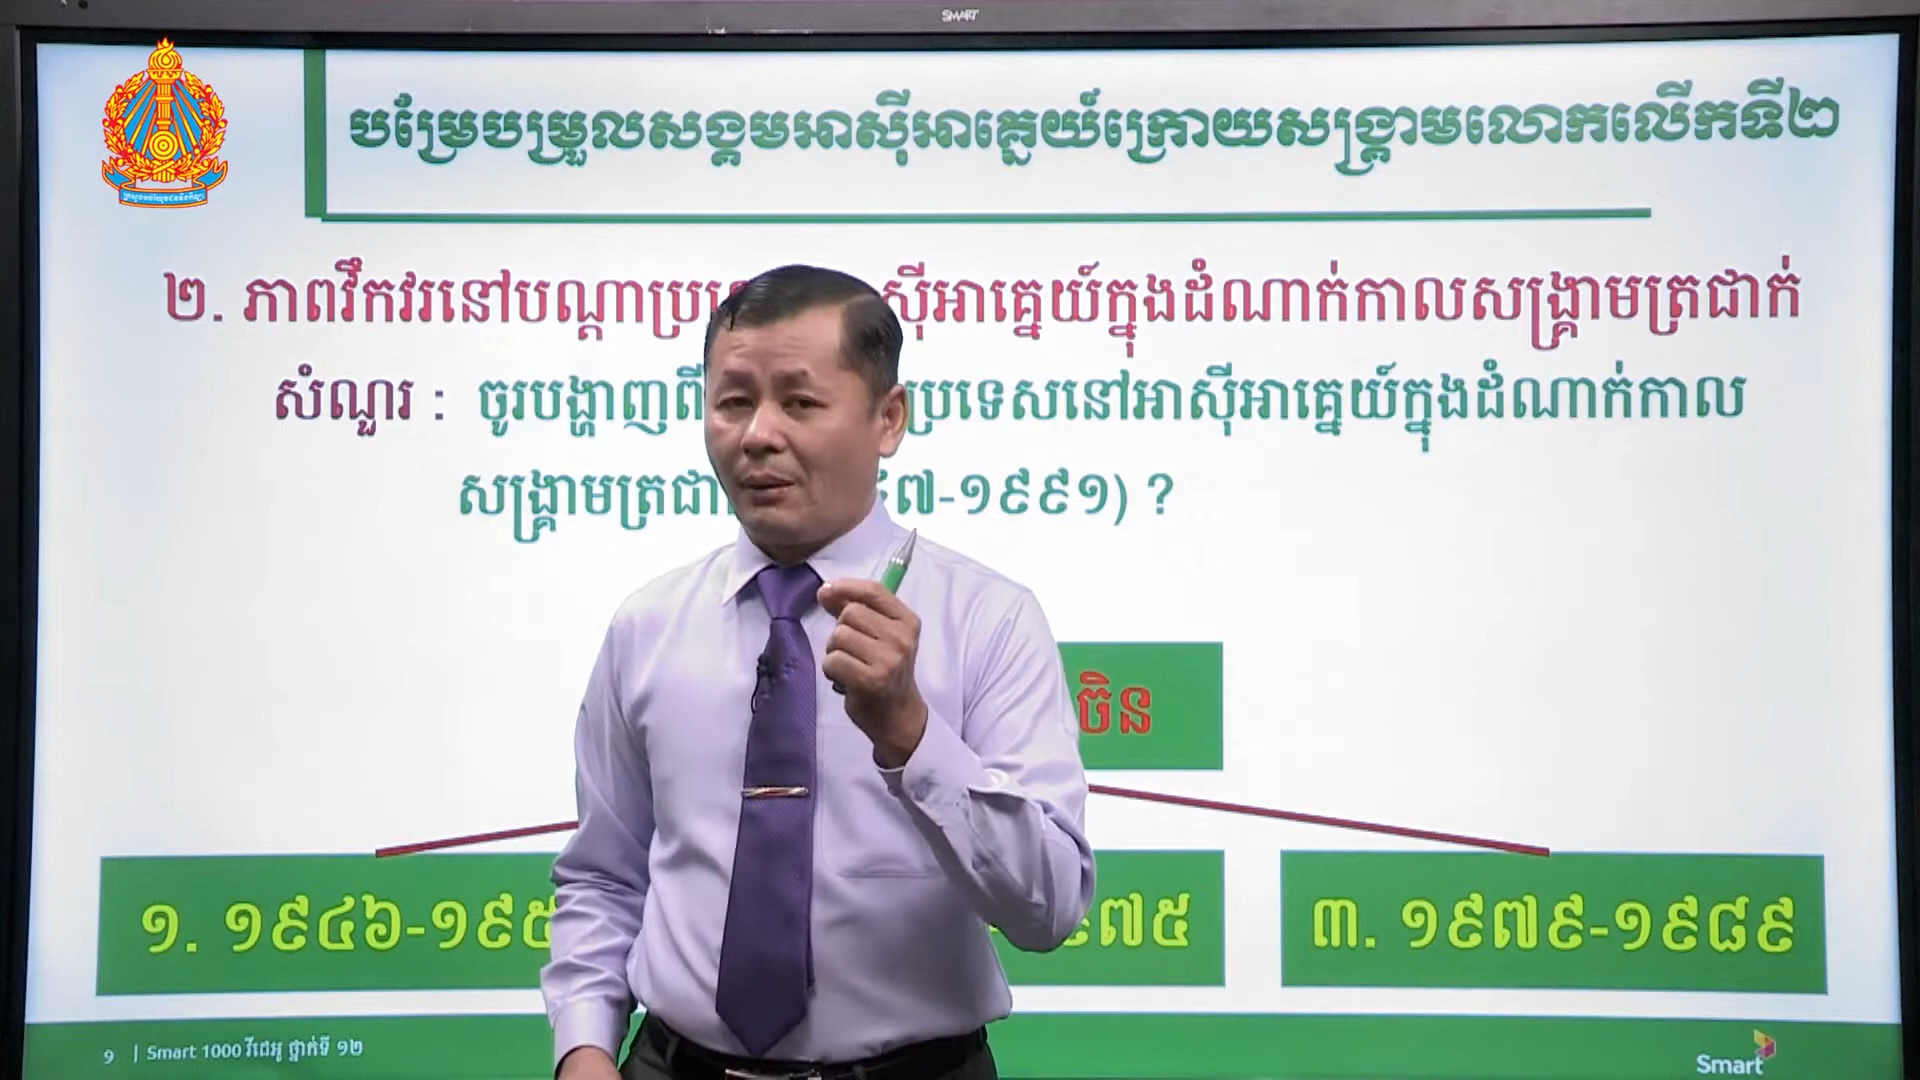 SMART
បម្រែបម្រួលសង្គមអាស៊ីអាគ្នេយ៍ក្រោយសង្គ្រាមលោកលើកទី២
២. ភាពវឹកវរនៅបណ្តា ស៊ីអាគ្នេយ៍ក្នុងដំណាក់កាលសង្គ្រាមត្រជាក់
សំណួរ : ចូរបង្ហាញពី ប្រទេសនៅអាស៊ីអាគ្នេយ៍ក្នុងដំណាក់កាល
សង្គ្រាមត្រជា ៧-១៩៩១) ?
ចិន
១. ១៩៤៦-១៩៥ ៩៧៥ ៣. ១៩៧៩-១៩៨៩
9 | Smart 1000 វីដេអូ ថ្នាក់ទី ១២
Smart